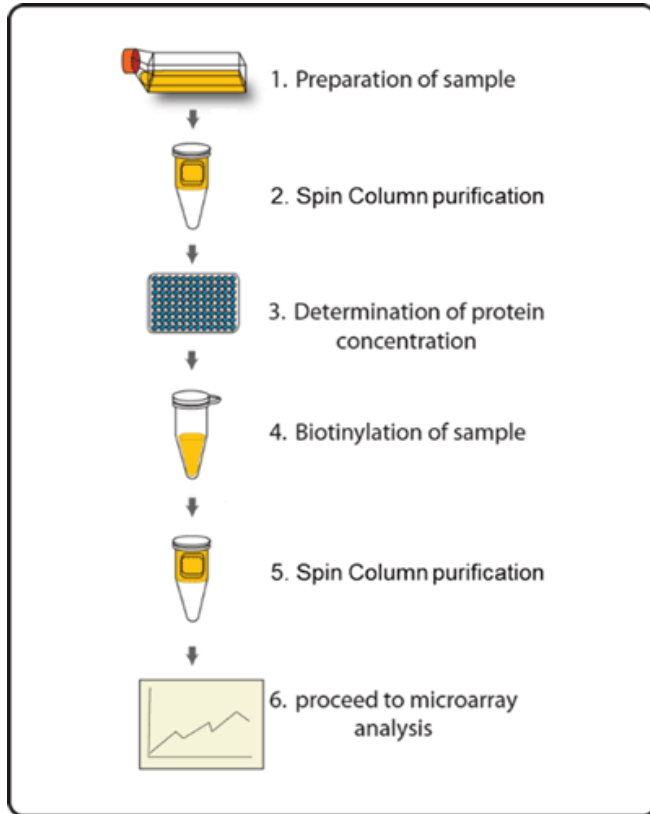 1. Preparation of sample
2. Spin Column purification
3. Determination of protein
concentration
4. Biotinylation of sample
5. Spin Column purification
6. proceed to microarray
analysis